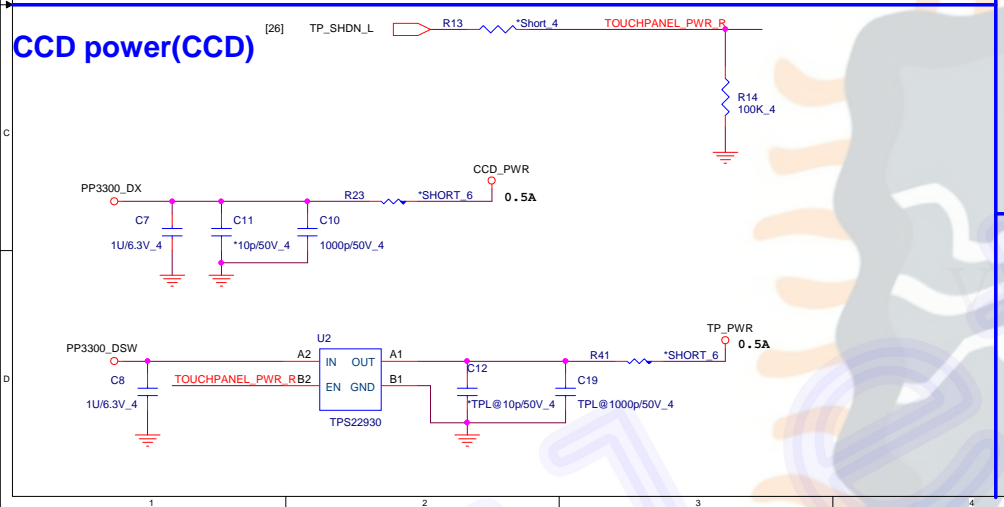 [26] TP_SHDN_L R13 *Short_4 TOUCHPANEL_PWR_R
CCD power(CCD)
R14
100K_4
C
CCD_PWR
PP3300_DX R23 *SHORT_6 0.5A
C7 C11 C10
1U/6.3V_4 *10p/50V_4 1000p/50V_4
TP_PWR
U2 0.5A
PP3300_DSW A2 IN OUT A1 R41 *SHORT_6
D
C8 TOUCHPANEL_PWR_R B2 EN GND B1 C12 C19
1U/6.3V_4 *TPL@10p/50V_4 TPL@1000p/50V_4
TPS22930
1 2 3 4